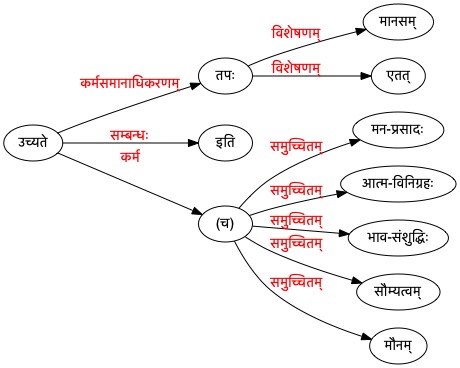 मानसम्
विशेषणम्
कर्मसमानाधिकरणम्
तपः
विशेषणम्
एतत्
उच्यते
सम्बन्धः
इति
कर्म
मन-प्रसादः
समुच्चितम्
आत्म-विनिग्रहः
समुच्चितम्
(च)
समुच्चितम्
भाव-संशुद्धिः
समुच्चितम्
सौम्यत्वम्
समुच्चितम्
मौनम्